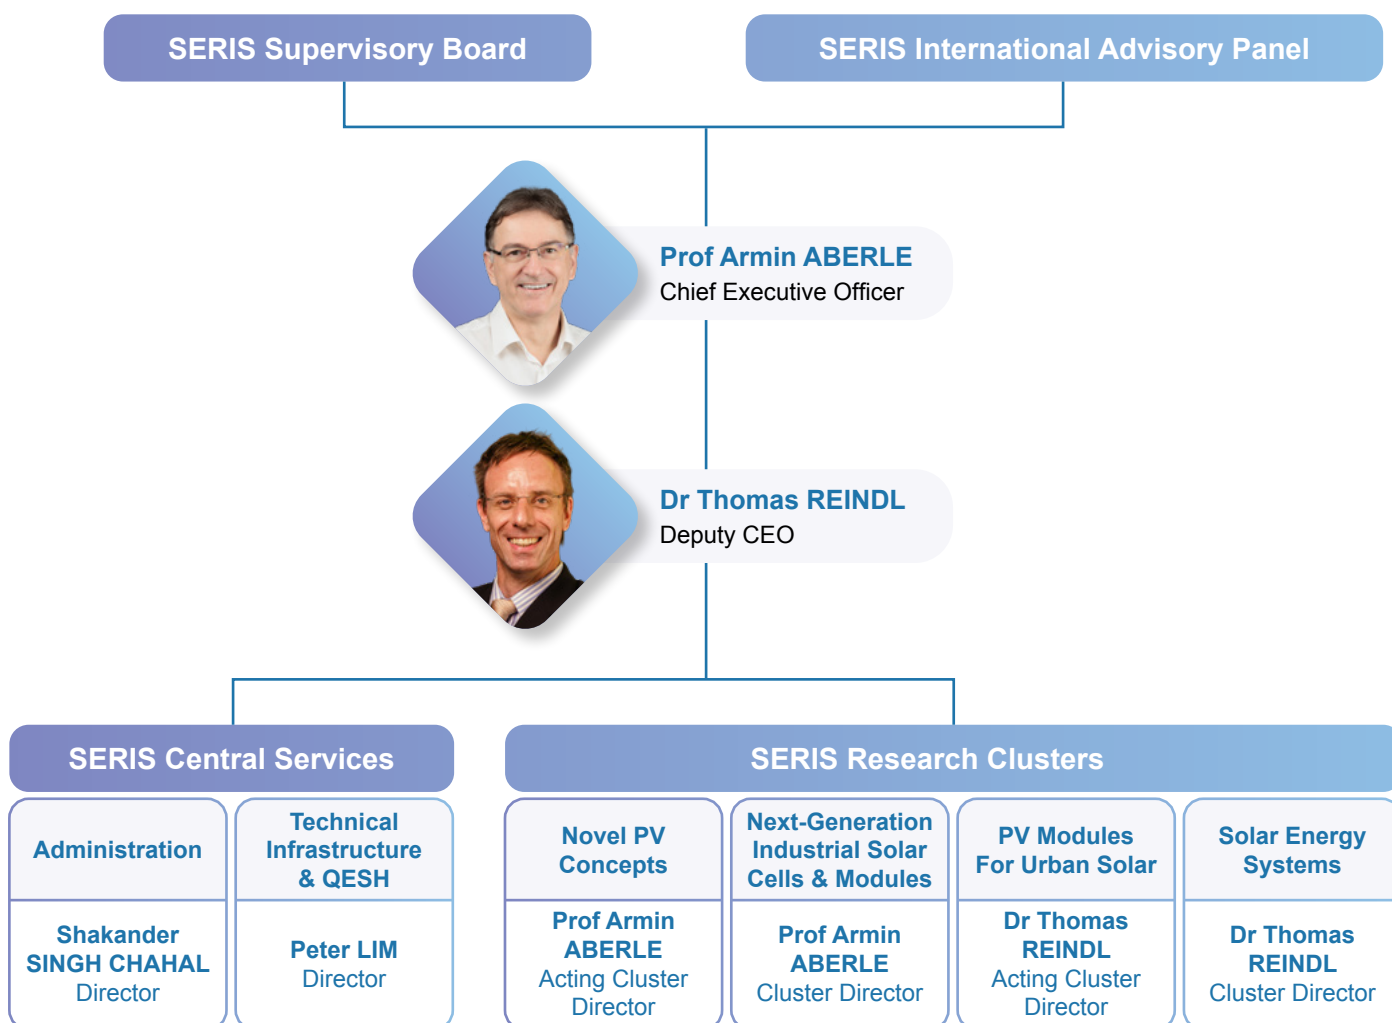 SERIS Supervisory Board
SERIS International Advisory Panel
Prof Armin ABERLE
Chief Executive Officer
Dr Thomas REINDL
Deputy CEO
SERIS Central Services
SERIS Research Clusters
Administration
Shakander
SINGH CHAHAL
Director
Technical
Infrastructure
& QESH
Peter LIM
Director
Novel PV
Concepts
Prof Armin
ABERLE
Acting Cluster
Director
Next-Generation
Industrial Solar
Cells & Modules
Prof Armin
ABERLE
Cluster Director
PV Modules
For Urban Solar
Dr Thomas
REINDL
Acting Cluster
Director
Solar Energy
Systems
Dr Thomas
REINDL
Cluster Director